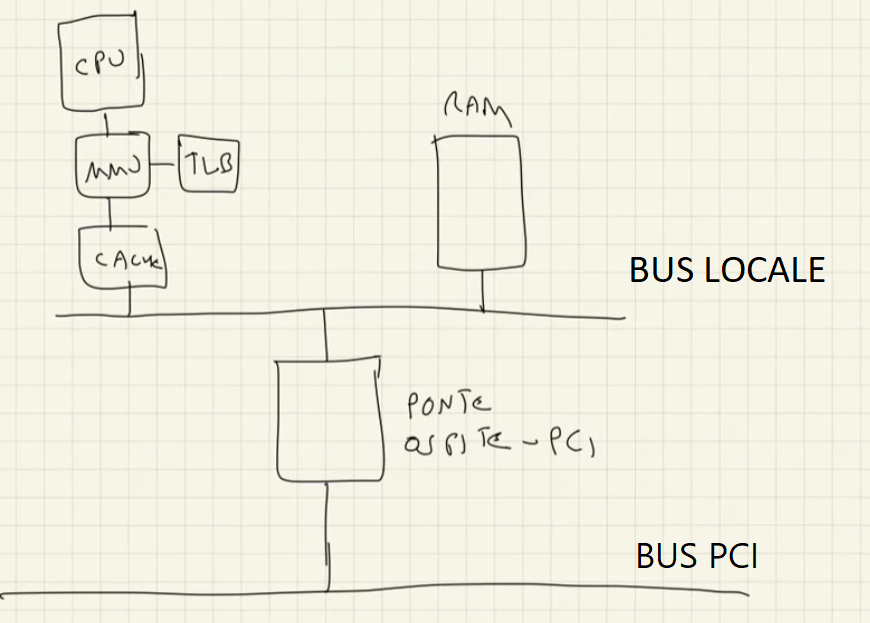 CPU
RAM
MMU
TLB
CACHE
BUS LOCALE
PONTE
OSPITE-PCI
BUS PCI